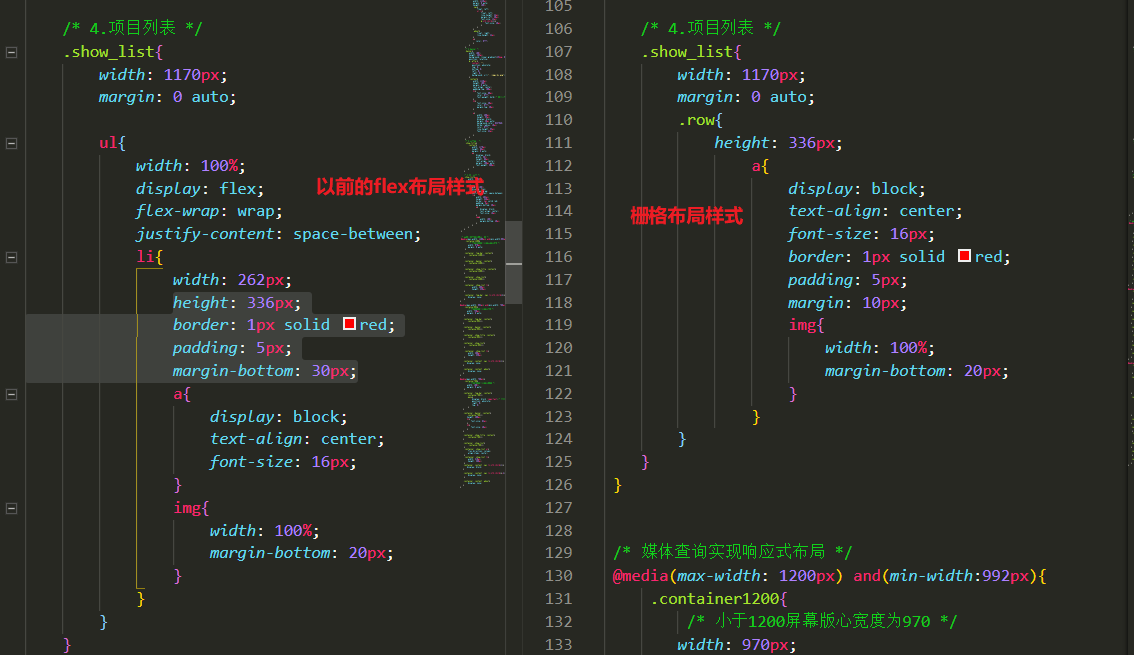 /* 4.项目列表 */
.show_list{
width: 1170px;
margin: 0 auto;
ul{
width: 100%;
display: flex;
flex-wrap: wrap;
justify-content: space-between;
li{
width: 262px;
height: 336px;
border: 1px solid red;
padding: 5px;
margin-bottom: 30px;
a{
display: block;
text-align: center;
font-size: 16px;
}
img{
width: 100%;
margin-bottom: 20px;
}
}
}
}
以前的flex布局样式
105
106 /* 4.项目列表 */
107 .show_list{
108 width: 1170px;
109 margin: 0 auto;
110 .row{
111 height: 336px;
112 a{
113 display: block;
114 text-align: center;
115 font-size: 16px;
116 border: 1px solid red;
117 padding: 5px;
118 margin: 10px;
119 img{
120 width: 100%;
121 margin-bottom: 20px;
122 }
123 }
124 }
125 }
126 }
127
128
129 /* 媒体查询实现响应式布局 */
130 @media(max-width: 1200px) and(min-width:992px){
131 .container1200{
132 /* 小于1200屏幕版心宽度为970 */
133 width: 970px;
栅格布局样式